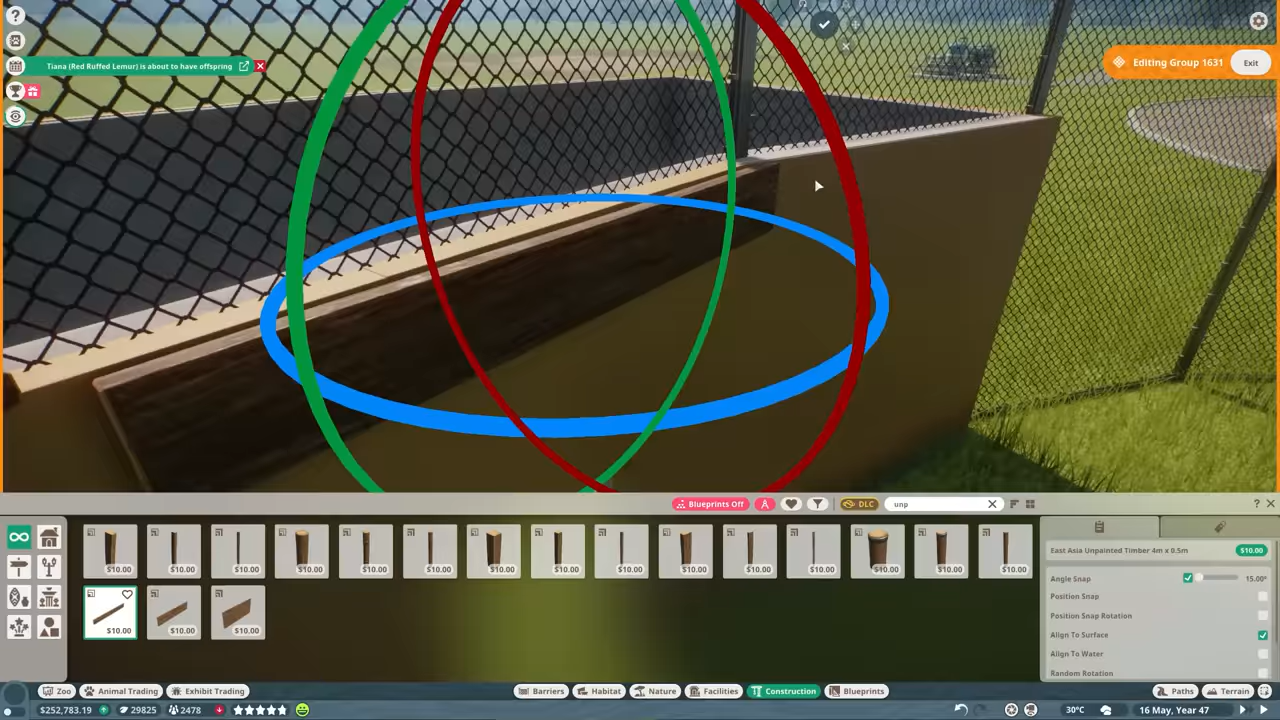 Tiana (Red Ruffed Lemur) is about to have offspring
Editing Group 1631
Exit
Blueprints Off
DLC
unp
$10.00 $10.00 $10.00 $10.00 $10.00 $10.00 $10.00 $10.00 $10.00 $10.00 $10.00 $10.00 $10.00 $10.00 $10.00
$10.00 $10.00 $10.00
East Asia Unpainted Timber 4m x 0.5m $10.00
Angle Snap 15.00°
Position Snap
Position Snap Rotation
Align To Surface
Align To Water
Random Rotation
Zoo Animal Trading Exhibit Trading Barriers Habitat Nature Facilities Construction Blueprints Paths Terrain
$252,783.19 29825 2478 30°C 16 May, Year 47